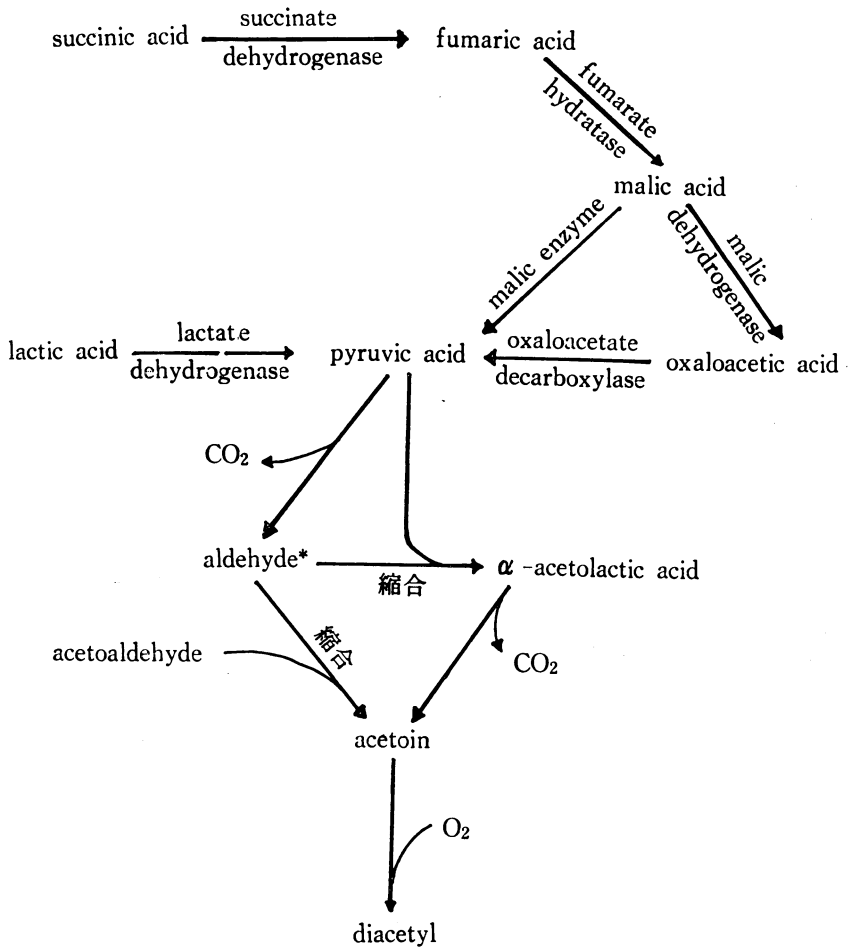 succinic acid
succinate
dehydrogenase
fumaric acid
fumarate
hydratase
malic acid
malic enzyme
malic
dehydrogenase
lactic acid
lactate
dehydrogenase
pyruvic acid
oxaloacetate
decarboxylase
oxaloacetic acid
CO₂
aldehyde*
縮合
α-acetolactic acid
acetoaldehyde
縮合
CO₂
acetoin
O₂
diacetyl